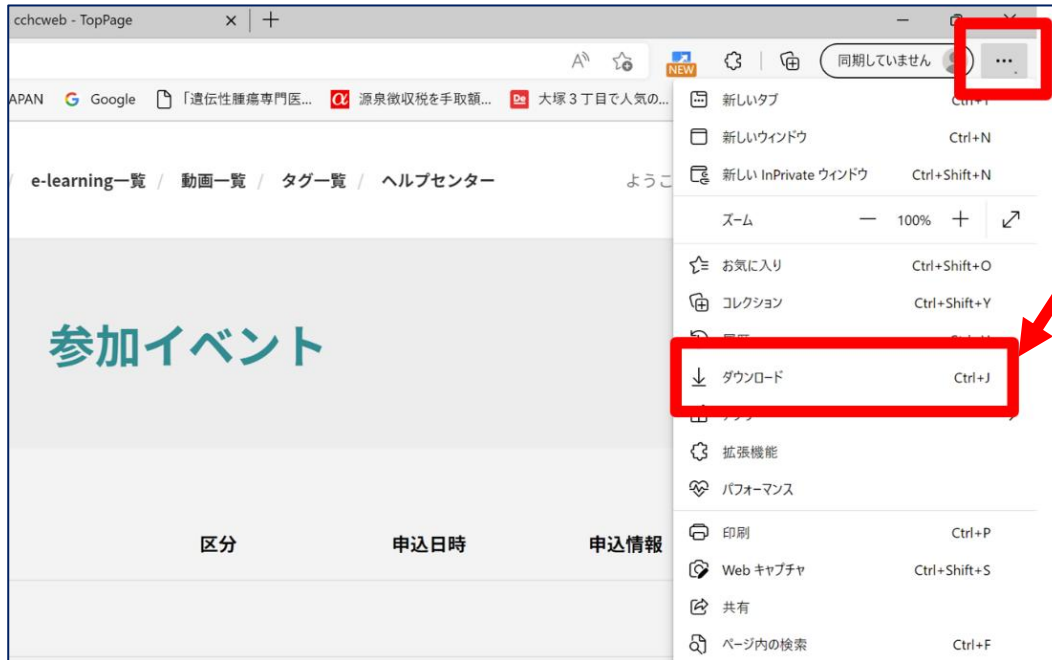 cchcweb - TopPage
NEW
同期していません
APAN Google 「遺伝性腫瘍専門医... 源泉徴収税を手取額... De 大塚３丁目で人気の...
e-learning一覧 / 動画一覧 / タグ一覧 / ヘルプセンター ようこ
参加イベント
区分 申込日時 申込情報
新しいタブ Ctrl+T
新しいウィンドウ Ctrl+N
新しい InPrivate ウィンドウ Ctrl+Shift+N
ズーム 100%
お気に入り Ctrl+Shift+O
コレクション Ctrl+Shift+Y
ダウンロード Ctrl+J
拡張機能
パフォーマンス
印刷 Ctrl+P
Web キャプチャ Ctrl+Shift+S
共有
ページ内の検索 Ctrl+F